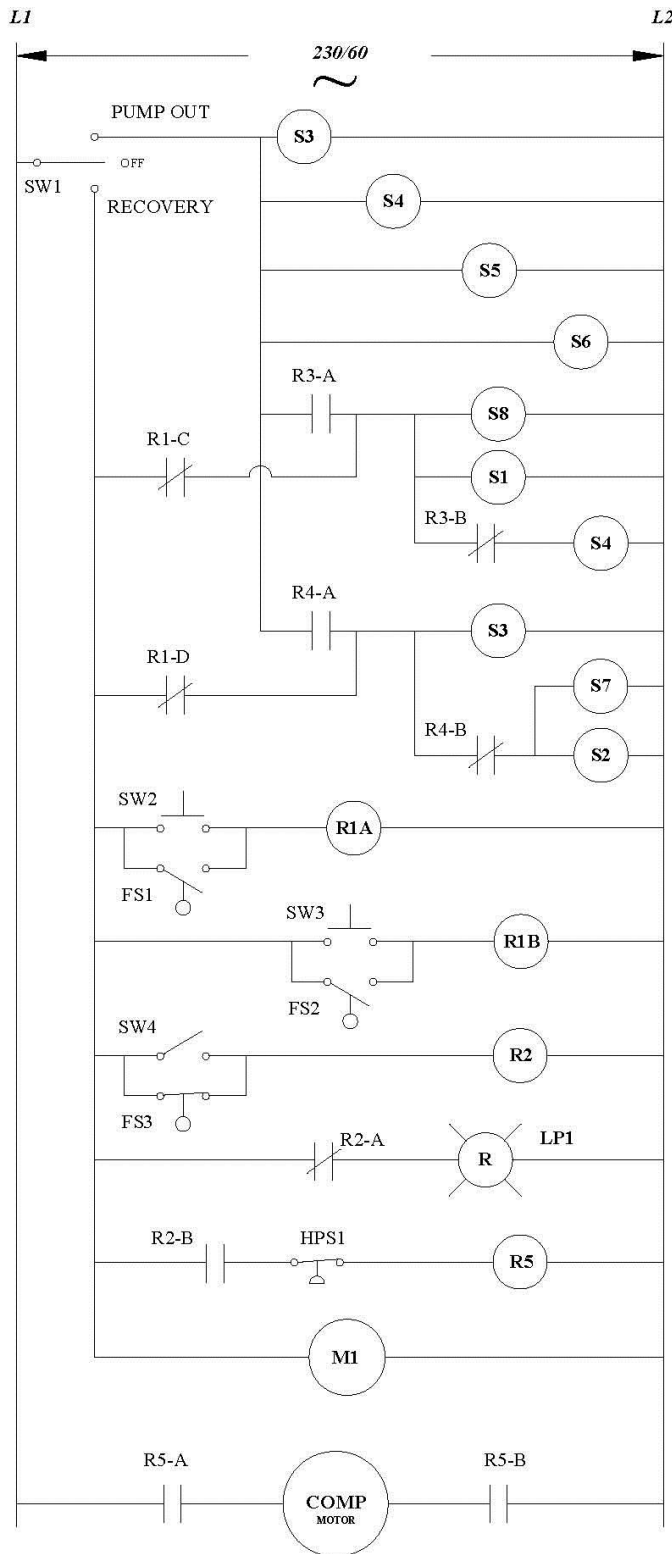 L1
L2
230/60
~
PUMP OUT
S3
OFF
SW1
RECOVERY
S4
S5
S6
R3-A
S8
R1-C
S1
R3-B
S4
R4-A
S3
R1-D
S7
R4-B
S2
SW2
R1A
FS1
SW3
R1B
FS2
SW4
R2
FS3
R2-A
R
LP1
R2-B
HPS1
R5
M1
R5-A
R5-B
COMP
MOTOR